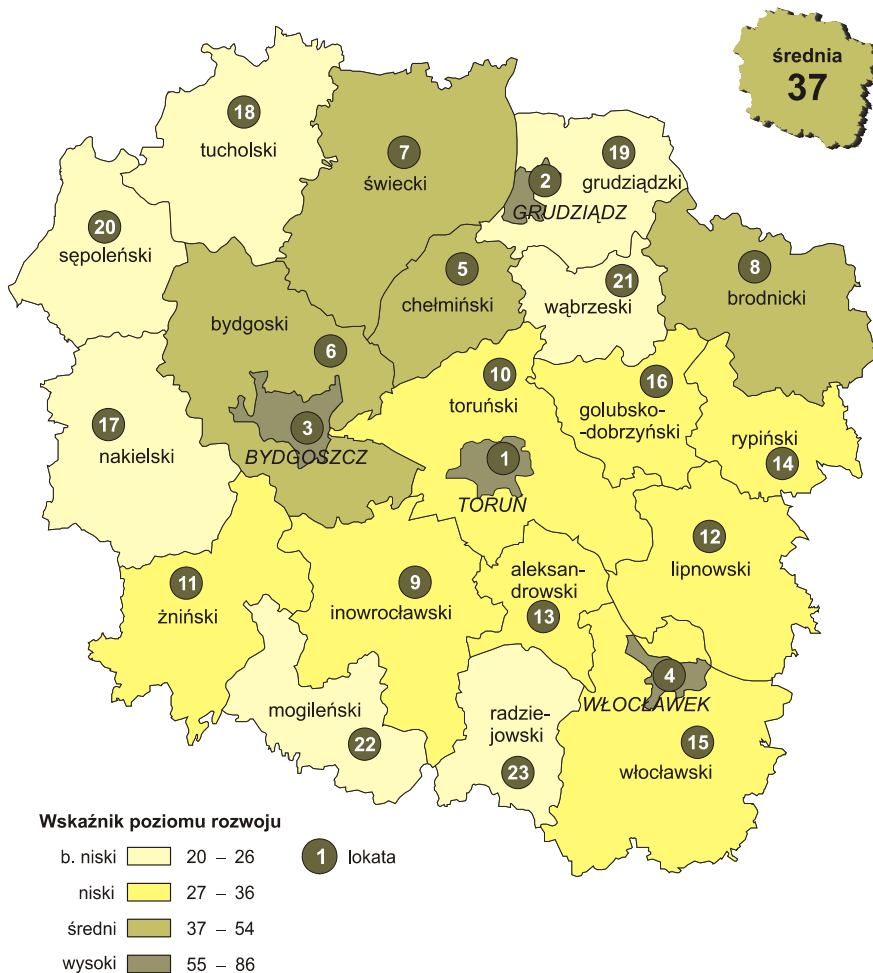 średnia
37
18
tucholski
7
świecki
19
grudziądzki
2
GRUDZIĄDZ
20
sępoleński
5
chełmiński
21
wąbrzeski
8
brodnicki
bydgoski
6
10
toruński
16
golubsko-
-dobrzyński
17
nakielski
3
BYDGOSZCZ
1
TORUŃ
rypiński
14
12
lipnowski
11
żniński
9
inowrocławski
aleksan-
drowski
13
4
WŁOCŁAWEK
mogileński
22
radzie-
jowski
23
15
włocławski
Wskaźnik poziomu rozwoju
b. niski 20 – 26
1 lokata
niski 27 – 36
średni 37 – 54
wysoki 55 – 86